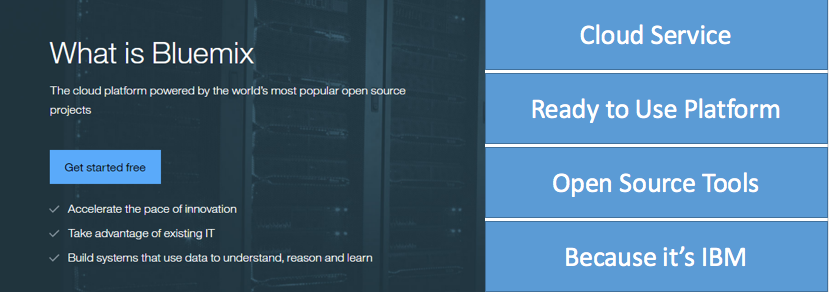 What is Bluemix
The cloud platform powered by the world's most popular open source
projects
Get started free
Accelerate the pace of innovation
Take advantage of existing IT
Build systems that use data to understand, reason and learn
Cloud Service
Ready to Use Platform
Open Source Tools
Because it's IBM